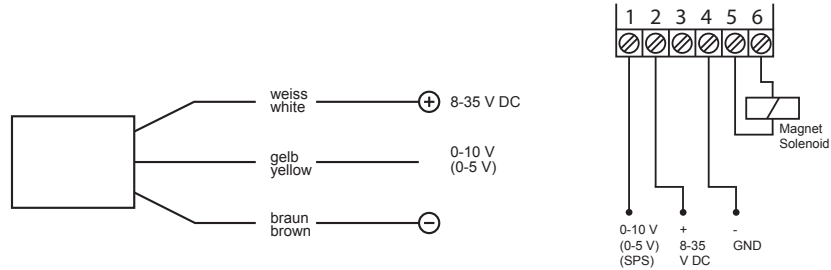 weiss
white
8-35 V DC
gelb
yellow
0-10 V
(0-5 V)
braun
brown
1 2 3 4 5 6
Magnet
Solenoid
0-10 V
(0-5 V)
(SPS)
+
8-35
V DC
-
GND